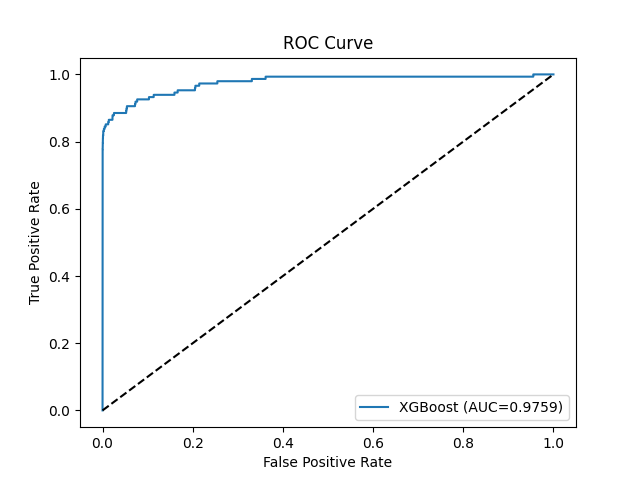 ROC Curve
1.0
0.8
0.6
0.4
0.2
0.0
True Positive Rate
XGBoost (AUC=0.9759)
0.0 0.2 0.4 0.6 0.8 1.0
False Positive Rate